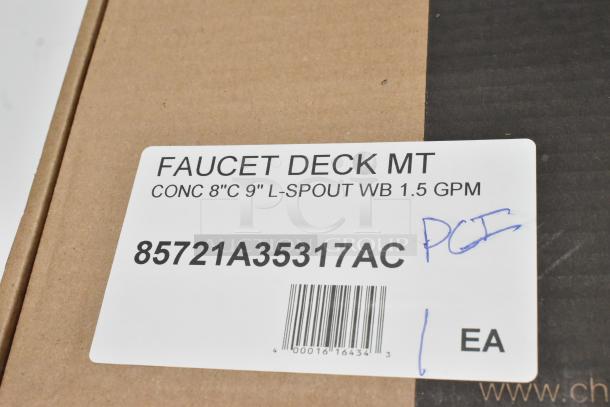 FAUCET DECK MT
CONC 8"C 9" L-SPOUT WB 1.5 GPM
PCI
85721A35317AC PCI
4 00016 16434 3
1 EA
www.ch